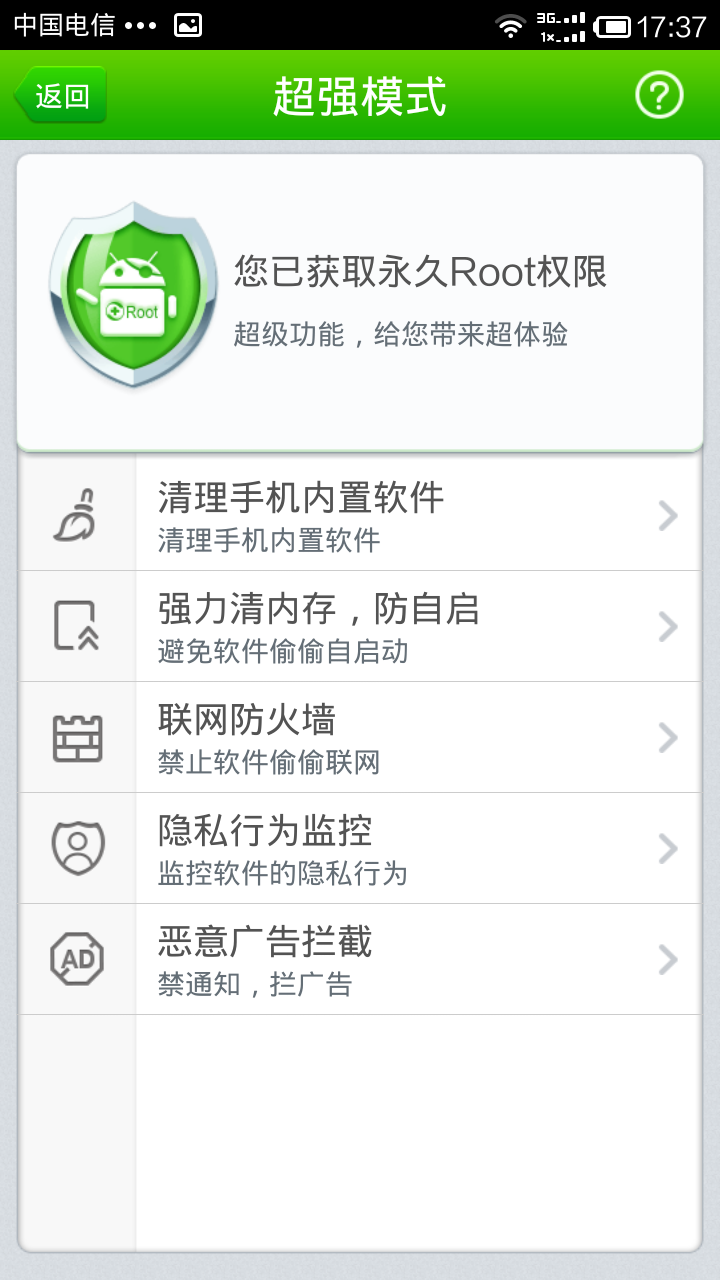 中国电信 ••• 3G 1× 17:37
返回 超强模式 ?
您已获取永久Root权限
Root
超级功能，给您带来超体验
清理手机内置软件
清理手机内置软件
强力清内存，防自启
避免软件偷偷自启动
联网防火墙
禁止软件偷偷联网
隐私行为监控
监控软件的隐私行为
恶意广告拦截
AD
禁通知，拦广告